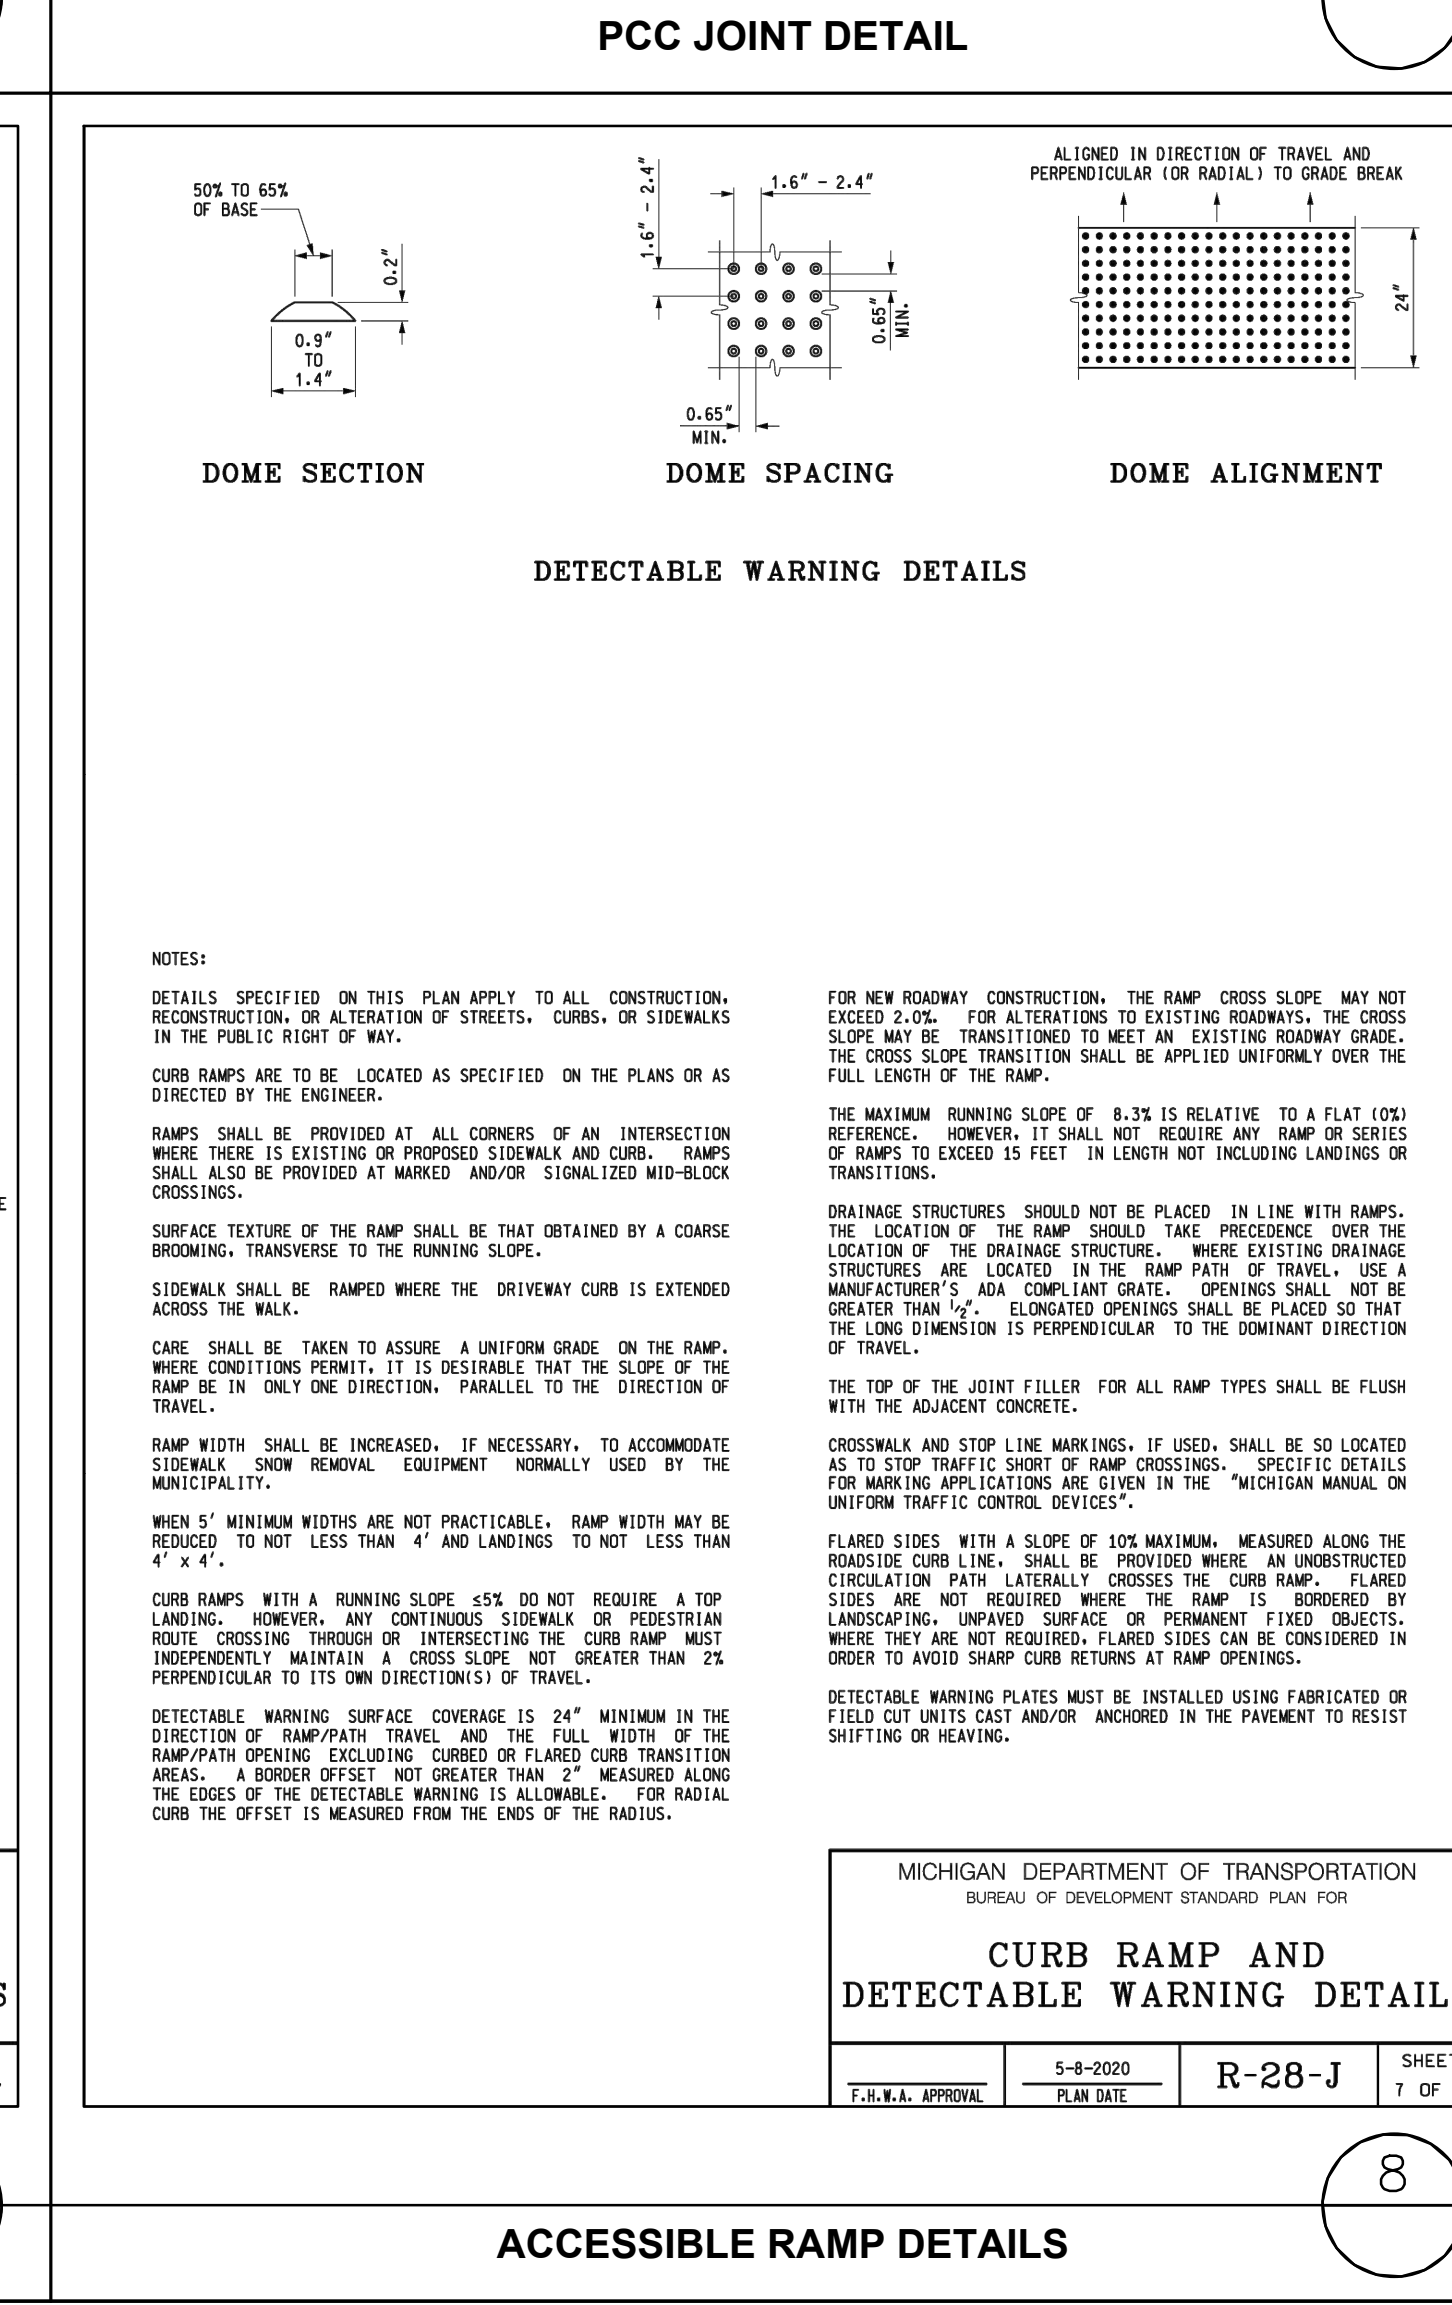 PCC JOINT DETAIL
50% TO 65%
OF BASE
0.2"
0.9"
TO
1.4"
DOME SECTION
1.6" - 2.4"
1.6" - 2.4"
0.65"
MIN.
0.65"
MIN.
DOME SPACING
ALIGNED IN DIRECTION OF TRAVEL AND
PERPENDICULAR (OR RADIAL) TO GRADE BREAK
24"
DOME ALIGNMENT
DETECTABLE WARNING DETAILS
NOTES:
DETAILS SPECIFIED ON THIS PLAN APPLY TO ALL CONSTRUCTION,
RECONSTRUCTION, OR ALTERATION OF STREETS, CURBS, OR SIDEWALKS
IN THE PUBLIC RIGHT OF WAY.
CURB RAMPS ARE TO BE LOCATED AS SPECIFIED ON THE PLANS OR AS
DIRECTED BY THE ENGINEER.
RAMPS SHALL BE PROVIDED AT ALL CORNERS OF AN INTERSECTION
WHERE THERE IS EXISTING OR PROPOSED SIDEWALK AND CURB. RAMPS
SHALL ALSO BE PROVIDED AT MARKED AND/OR SIGNALIZED MID-BLOCK
CROSSINGS.
SURFACE TEXTURE OF THE RAMP SHALL BE THAT OBTAINED BY A COARSE
BROOMING, TRANSVERSE TO THE RUNNING SLOPE.
SIDEWALK SHALL BE RAMPED WHERE THE DRIVEWAY CURB IS EXTENDED
ACROSS THE WALK.
CARE SHALL BE TAKEN TO ASSURE A UNIFORM GRADE ON THE RAMP.
WHERE CONDITIONS PERMIT, IT IS DESIRABLE THAT THE SLOPE OF THE
RAMP BE IN ONLY ONE DIRECTION, PARALLEL TO THE DIRECTION OF
TRAVEL.
RAMP WIDTH SHALL BE INCREASED, IF NECESSARY, TO ACCOMMODATE
SIDEWALK SNOW REMOVAL EQUIPMENT NORMALLY USED BY THE
MUNICIPALITY.
WHEN 5' MINIMUM WIDTHS ARE NOT PRACTICABLE, RAMP WIDTH MAY BE
REDUCED TO NOT LESS THAN 4' AND LANDINGS TO NOT LESS THAN
4' x 4'.
CURB RAMPS WITH A RUNNING SLOPE ≤5% DO NOT REQUIRE A TOP
LANDING. HOWEVER, ANY CONTINUOUS SIDEWALK OR PEDESTRIAN
ROUTE CROSSING THROUGH OR INTERSECTING THE CURB RAMP MUST
INDEPENDENTLY MAINTAIN A CROSS SLOPE NOT GREATER THAN 2%
PERPENDICULAR TO ITS OWN DIRECTION(S) OF TRAVEL.
DETECTABLE WARNING SURFACE COVERAGE IS 24" MINIMUM IN THE
DIRECTION OF RAMP/PATH TRAVEL AND THE FULL WIDTH OF THE
RAMP/PATH OPENING EXCLUDING CURBED OR FLARED CURB TRANSITION
AREAS. A BORDER OFFSET NOT GREATER THAN 2" MEASURED ALONG
THE EDGES OF THE DETECTABLE WARNING IS ALLOWABLE. FOR RADIAL
CURB THE OFFSET IS MEASURED FROM THE ENDS OF THE RADIUS.
FOR NEW ROADWAY CONSTRUCTION, THE RAMP CROSS SLOPE MAY NOT
EXCEED 2.0%. FOR ALTERATIONS TO EXISTING ROADWAYS, THE CROSS
SLOPE MAY BE TRANSITIONED TO MEET AN EXISTING ROADWAY GRADE.
THE CROSS SLOPE TRANSITION SHALL BE APPLIED UNIFORMLY OVER THE
FULL LENGTH OF THE RAMP.
THE MAXIMUM RUNNING SLOPE OF 8.3% IS RELATIVE TO A FLAT (0%)
REFERENCE. HOWEVER, IT SHALL NOT REQUIRE ANY RAMP OR SERIES
OF RAMPS TO EXCEED 15 FEET IN LENGTH NOT INCLUDING LANDINGS OR
TRANSITIONS.
DRAINAGE STRUCTURES SHOULD NOT BE PLACED IN LINE WITH RAMPS.
THE LOCATION OF THE RAMP SHOULD TAKE PRECEDENCE OVER THE
LOCATION OF THE DRAINAGE STRUCTURE. WHERE EXISTING DRAINAGE
STRUCTURES ARE LOCATED IN THE RAMP PATH OF TRAVEL, USE A
MANUFACTURER'S ADA COMPLIANT GRATE. OPENINGS SHALL NOT BE
GREATER THAN 1/2". ELONGATED OPENINGS SHALL BE PLACED SO THAT
THE LONG DIMENSION IS PERPENDICULAR TO THE DOMINANT DIRECTION
OF TRAVEL.
THE TOP OF THE JOINT FILLER FOR ALL RAMP TYPES SHALL BE FLUSH
WITH THE ADJACENT CONCRETE.
CROSSWALK AND STOP LINE MARKINGS, IF USED, SHALL BE SO LOCATED
AS TO STOP TRAFFIC SHORT OF RAMP CROSSINGS. SPECIFIC DETAILS
FOR MARKING APPLICATIONS ARE GIVEN IN THE "MICHIGAN MANUAL ON
UNIFORM TRAFFIC CONTROL DEVICES".
FLARED SIDES WITH A SLOPE OF 10% MAXIMUM, MEASURED ALONG THE
ROADSIDE CURB LINE, SHALL BE PROVIDED WHERE AN UNOBSTRUCTED
CIRCULATION PATH LATERALLY CROSSES THE CURB RAMP. FLARED
SIDES ARE NOT REQUIRED WHERE THE RAMP IS BORDERED BY
LANDSCAPING, UNPAVED SURFACE OR PERMANENT FIXED OBJECTS.
WHERE THEY ARE NOT REQUIRED, FLARED SIDES CAN BE CONSIDERED IN
ORDER TO AVOID SHARP CURB RETURNS AT RAMP OPENINGS.
DETECTABLE WARNING PLATES MUST BE INSTALLED USING FABRICATED OR
FIELD CUT UNITS CAST AND/OR ANCHORED IN THE PAVEMENT TO RESIST
SHIFTING OR HEAVING.
MICHIGAN DEPARTMENT OF TRANSPORTATION
BUREAU OF DEVELOPMENT STANDARD PLAN FOR
CURB RAMP AND
DETECTABLE WARNING DETAIL
F.H.W.A. APPROVAL
5-8-2020
PLAN DATE
R-28-J
SHEET
7 OF
8
ACCESSIBLE RAMP DETAILS